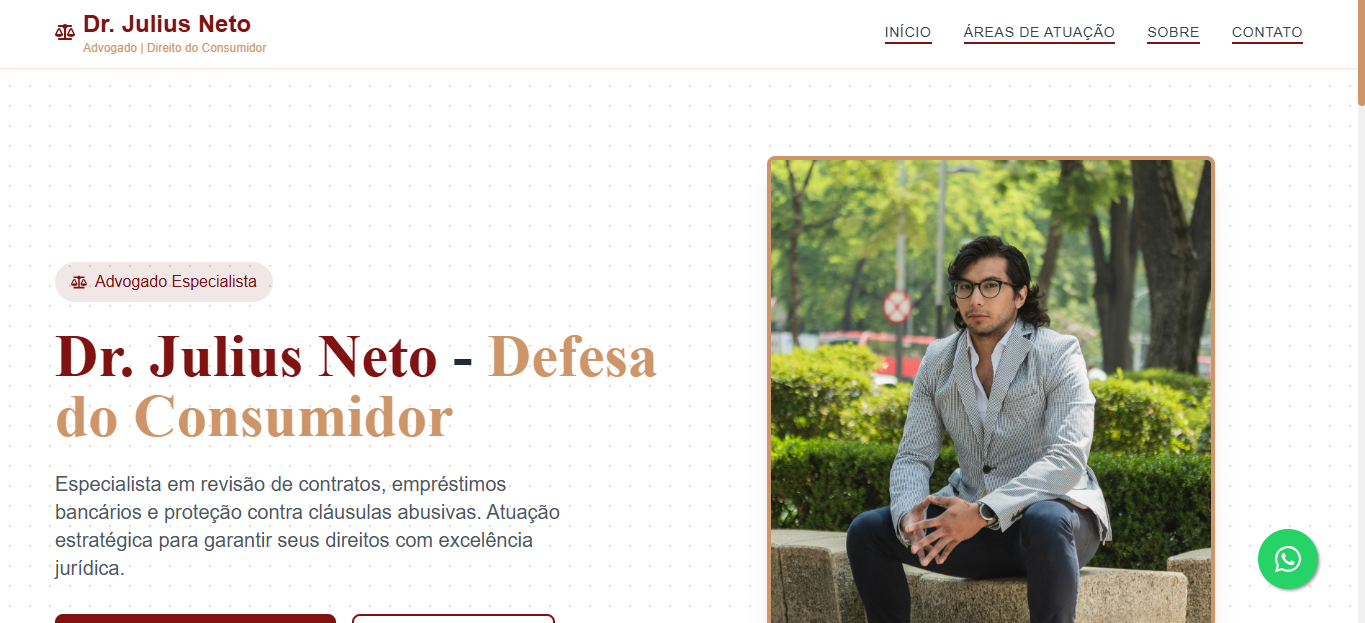 Dr. Julius Neto
Advogado | Direito do Consumidor
INÍCIO
ÁREAS DE ATUAÇÃO
SOBRE
CONTATO
Advogado Especialista
Dr. Julius Neto - Defesa
do Consumidor
Especialista em revisão de contratos, empréstimos
bancários e proteção contra cláusulas abusivas. Atuação
estratégica para garantir seus direitos com excelência
jurídica.